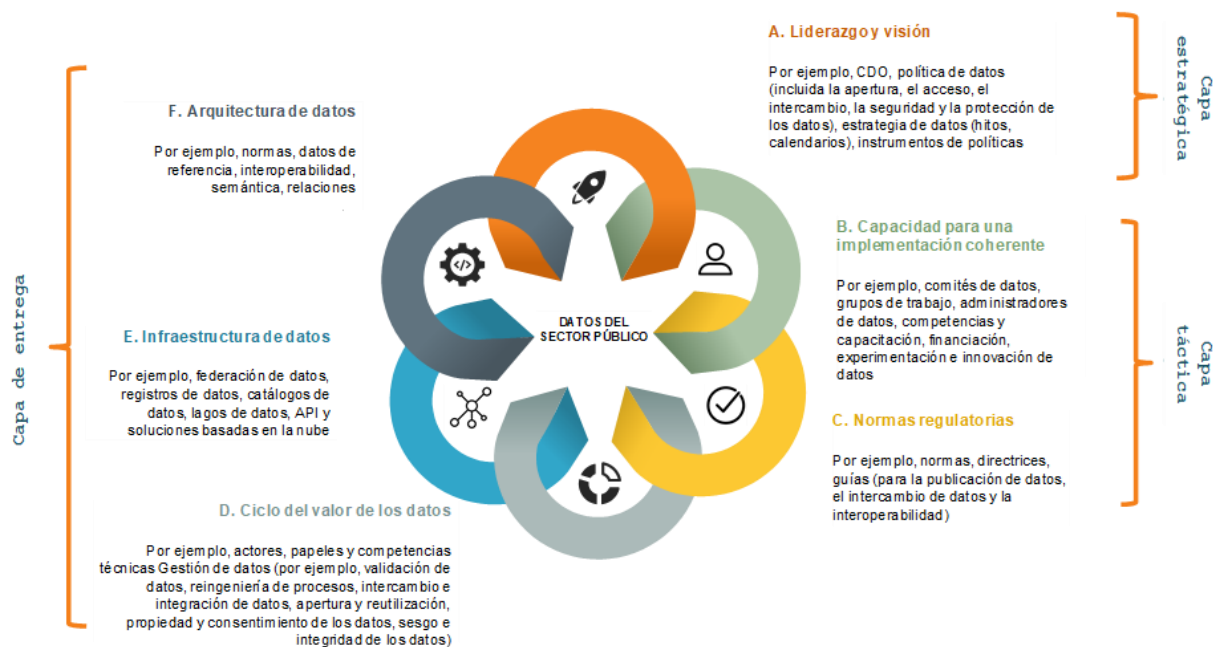 A. Liderazgo y visión
Por ejemplo, CDO, política de datos
(incluida la apertura, el acceso, el
intercambio, la seguridad y la protección de
los datos), estrategia de datos (hitos,
calendarios), instrumentos de políticas
Capa
estratégica
B. Capacidad para una
implementación coherente
Por ejemplo, comités de datos,
grupos de trabajo, administradores
de datos, competencias y
capacitación, financiación,
experimentación e innovación de
datos
C. Normas regulatorias
Por ejemplo, normas, directrices,
guías (para la publicación de datos,
el intercambio de datos y la
interoperabilidad)
Capa
táctica
DATOS DEL
SECTOR PÚBLICO
F. Arquitectura de datos
Por ejemplo, normas, datos de
referencia, interoperabilidad,
semántica, relaciones
.
E. Infraestructura de datos
Por ejemplo, federación de datos,
registros de datos, catálogos de
datos, lagos de datos, API y
soluciones basadas en la nube
D. Ciclo del valor de los datos
Por ejemplo, actores, papeles y competencias
técnicas Gestión de datos (por ejemplo, validación de
datos, reingeniería de procesos, intercambio e
integración de datos, apertura y reutilización,
propiedad y consentimiento de los datos, sesgo e
integridad de los datos)
Capa de entrega
</>